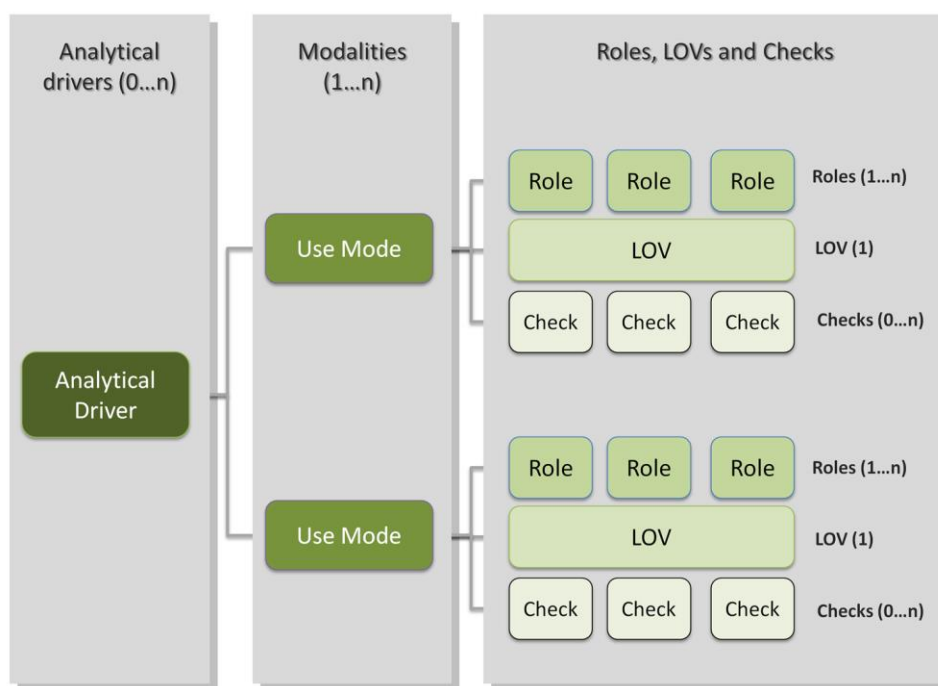 Analytical
drivers (0...n)
Modalities
(1...n)
Roles, LOVs and Checks
Role Role Role Roles (1...n)
Use Mode LOV LOV (1)
Check Check Check Checks (0...n)
Analytical
Driver
Role Role Role Roles (1...n)
Use Mode LOV LOV (1)
Check Check Check Checks (0...n)